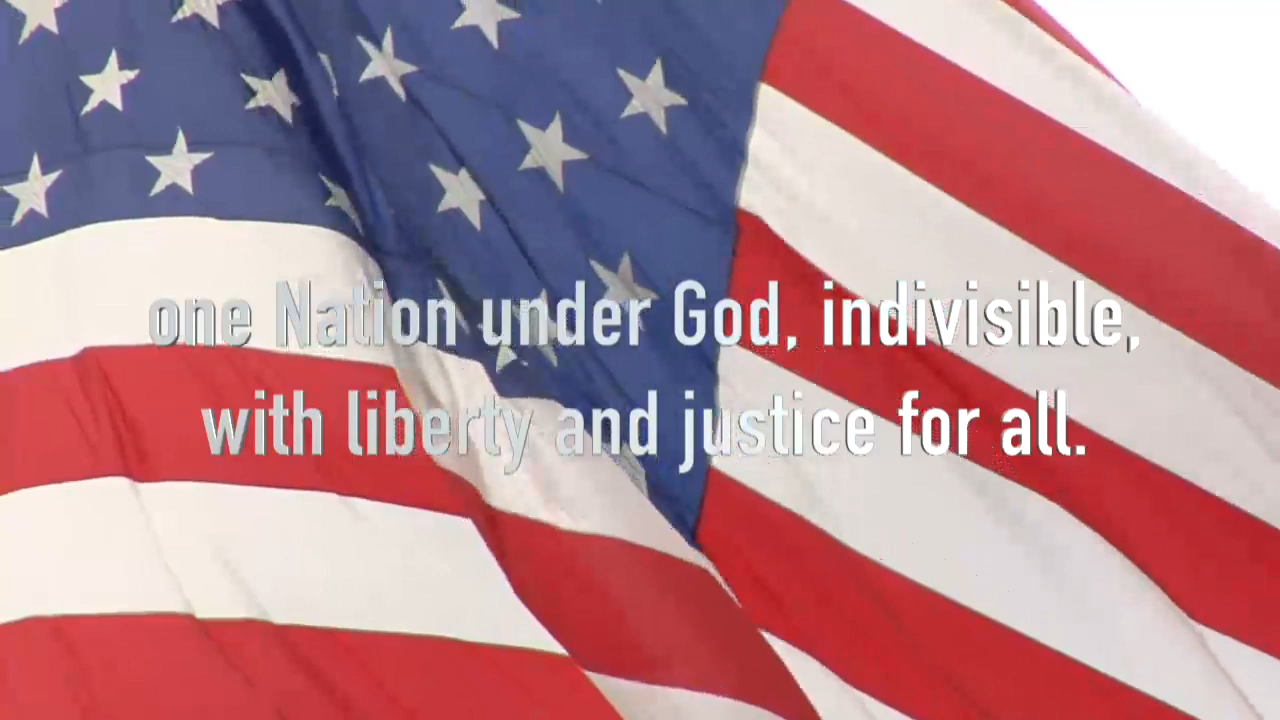 one Nation under God, indivisible,
with liberty and justice for all.